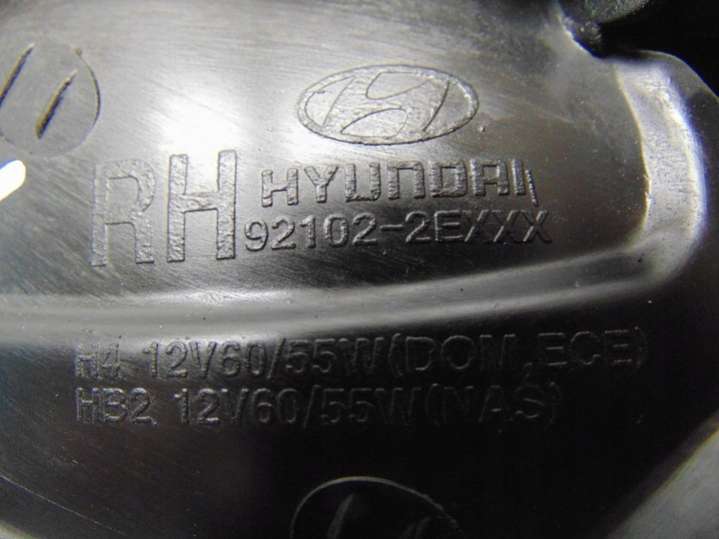 RH HYUNDAI
92102-2EXXX
H4 12V60/55W(DOM,ECE)
HB2 12V60/55W(NAS)